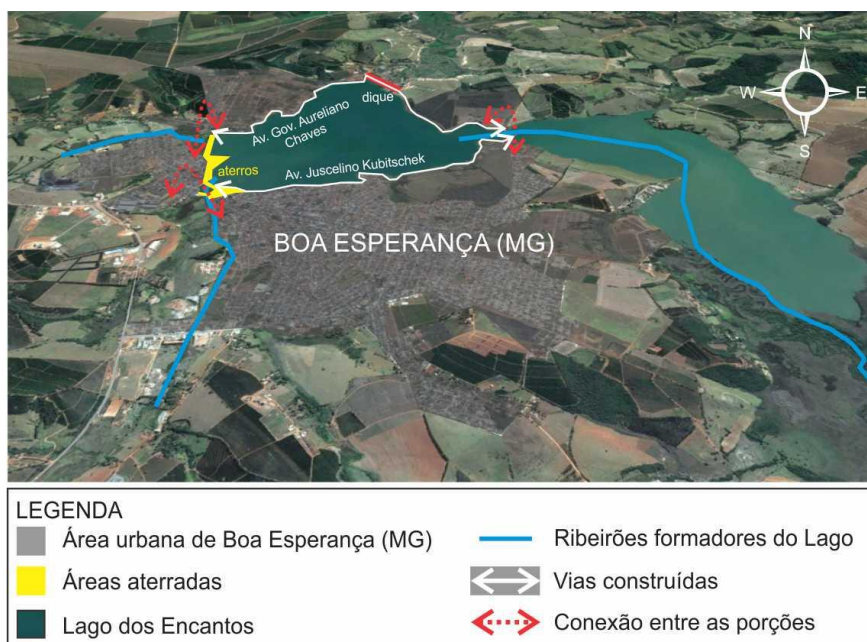 N
W
E
S
dique
Av. Gov. Aureliano
Chaves
aterros
Av. Juscelino Kubitschek
BOA ESPERANÇA (MG)
LEGENDA
Área urbana de Boa Esperança (MG)
Áreas aterradas
Lago dos Encantos
Ribeirões formadores do Lago
Vias construídas
Conexão entre as porções